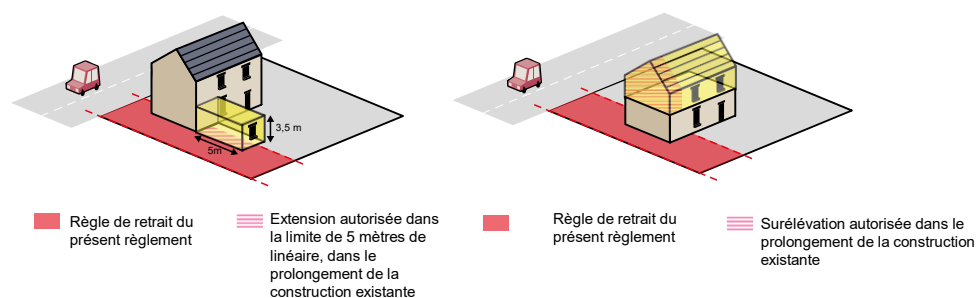 3,5 m
5m
Règle de retrait du
présent règlement
Extension autorisée dans
la limite de 5 mètres de
linéaire, dans le
prolongement de la
construction existante
Règle de retrait du
présent règlement
Surélévation autorisée dans le
prolongement de la construction
existante